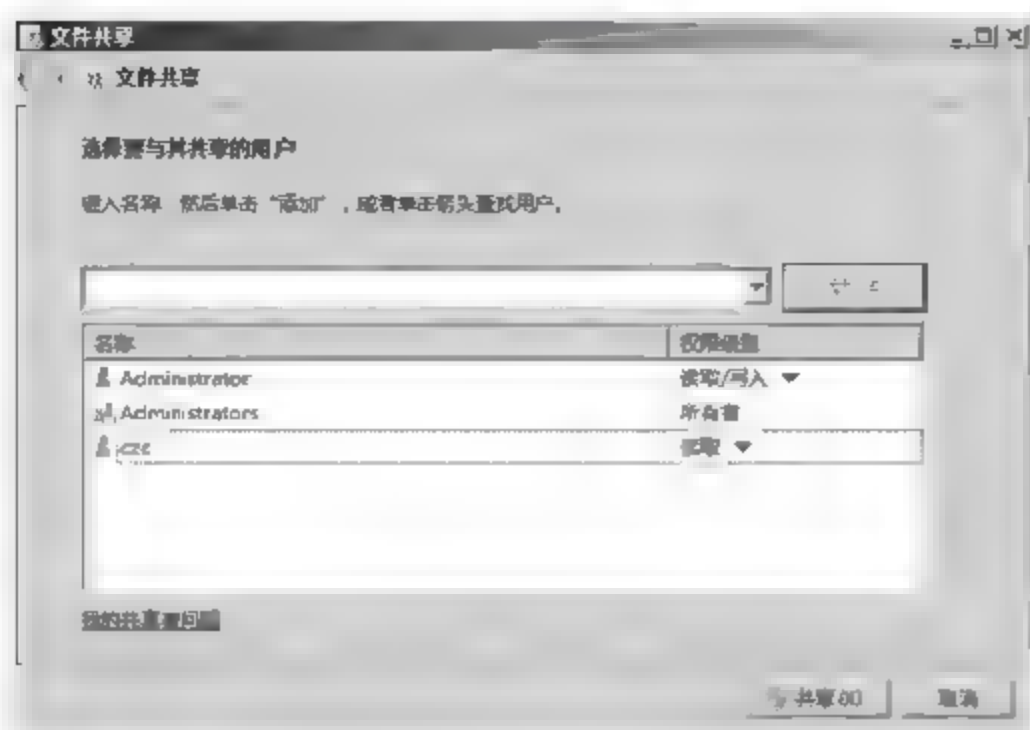 文件共享
文件共享
选择要与其共享的用户
键入名称 然后单击“添加”，或者单击箭头查找用户。
名称 权限级别
Administrator 读取/写入
Administrators 所有者
读取
我的共享有问题
共享(H) 取消